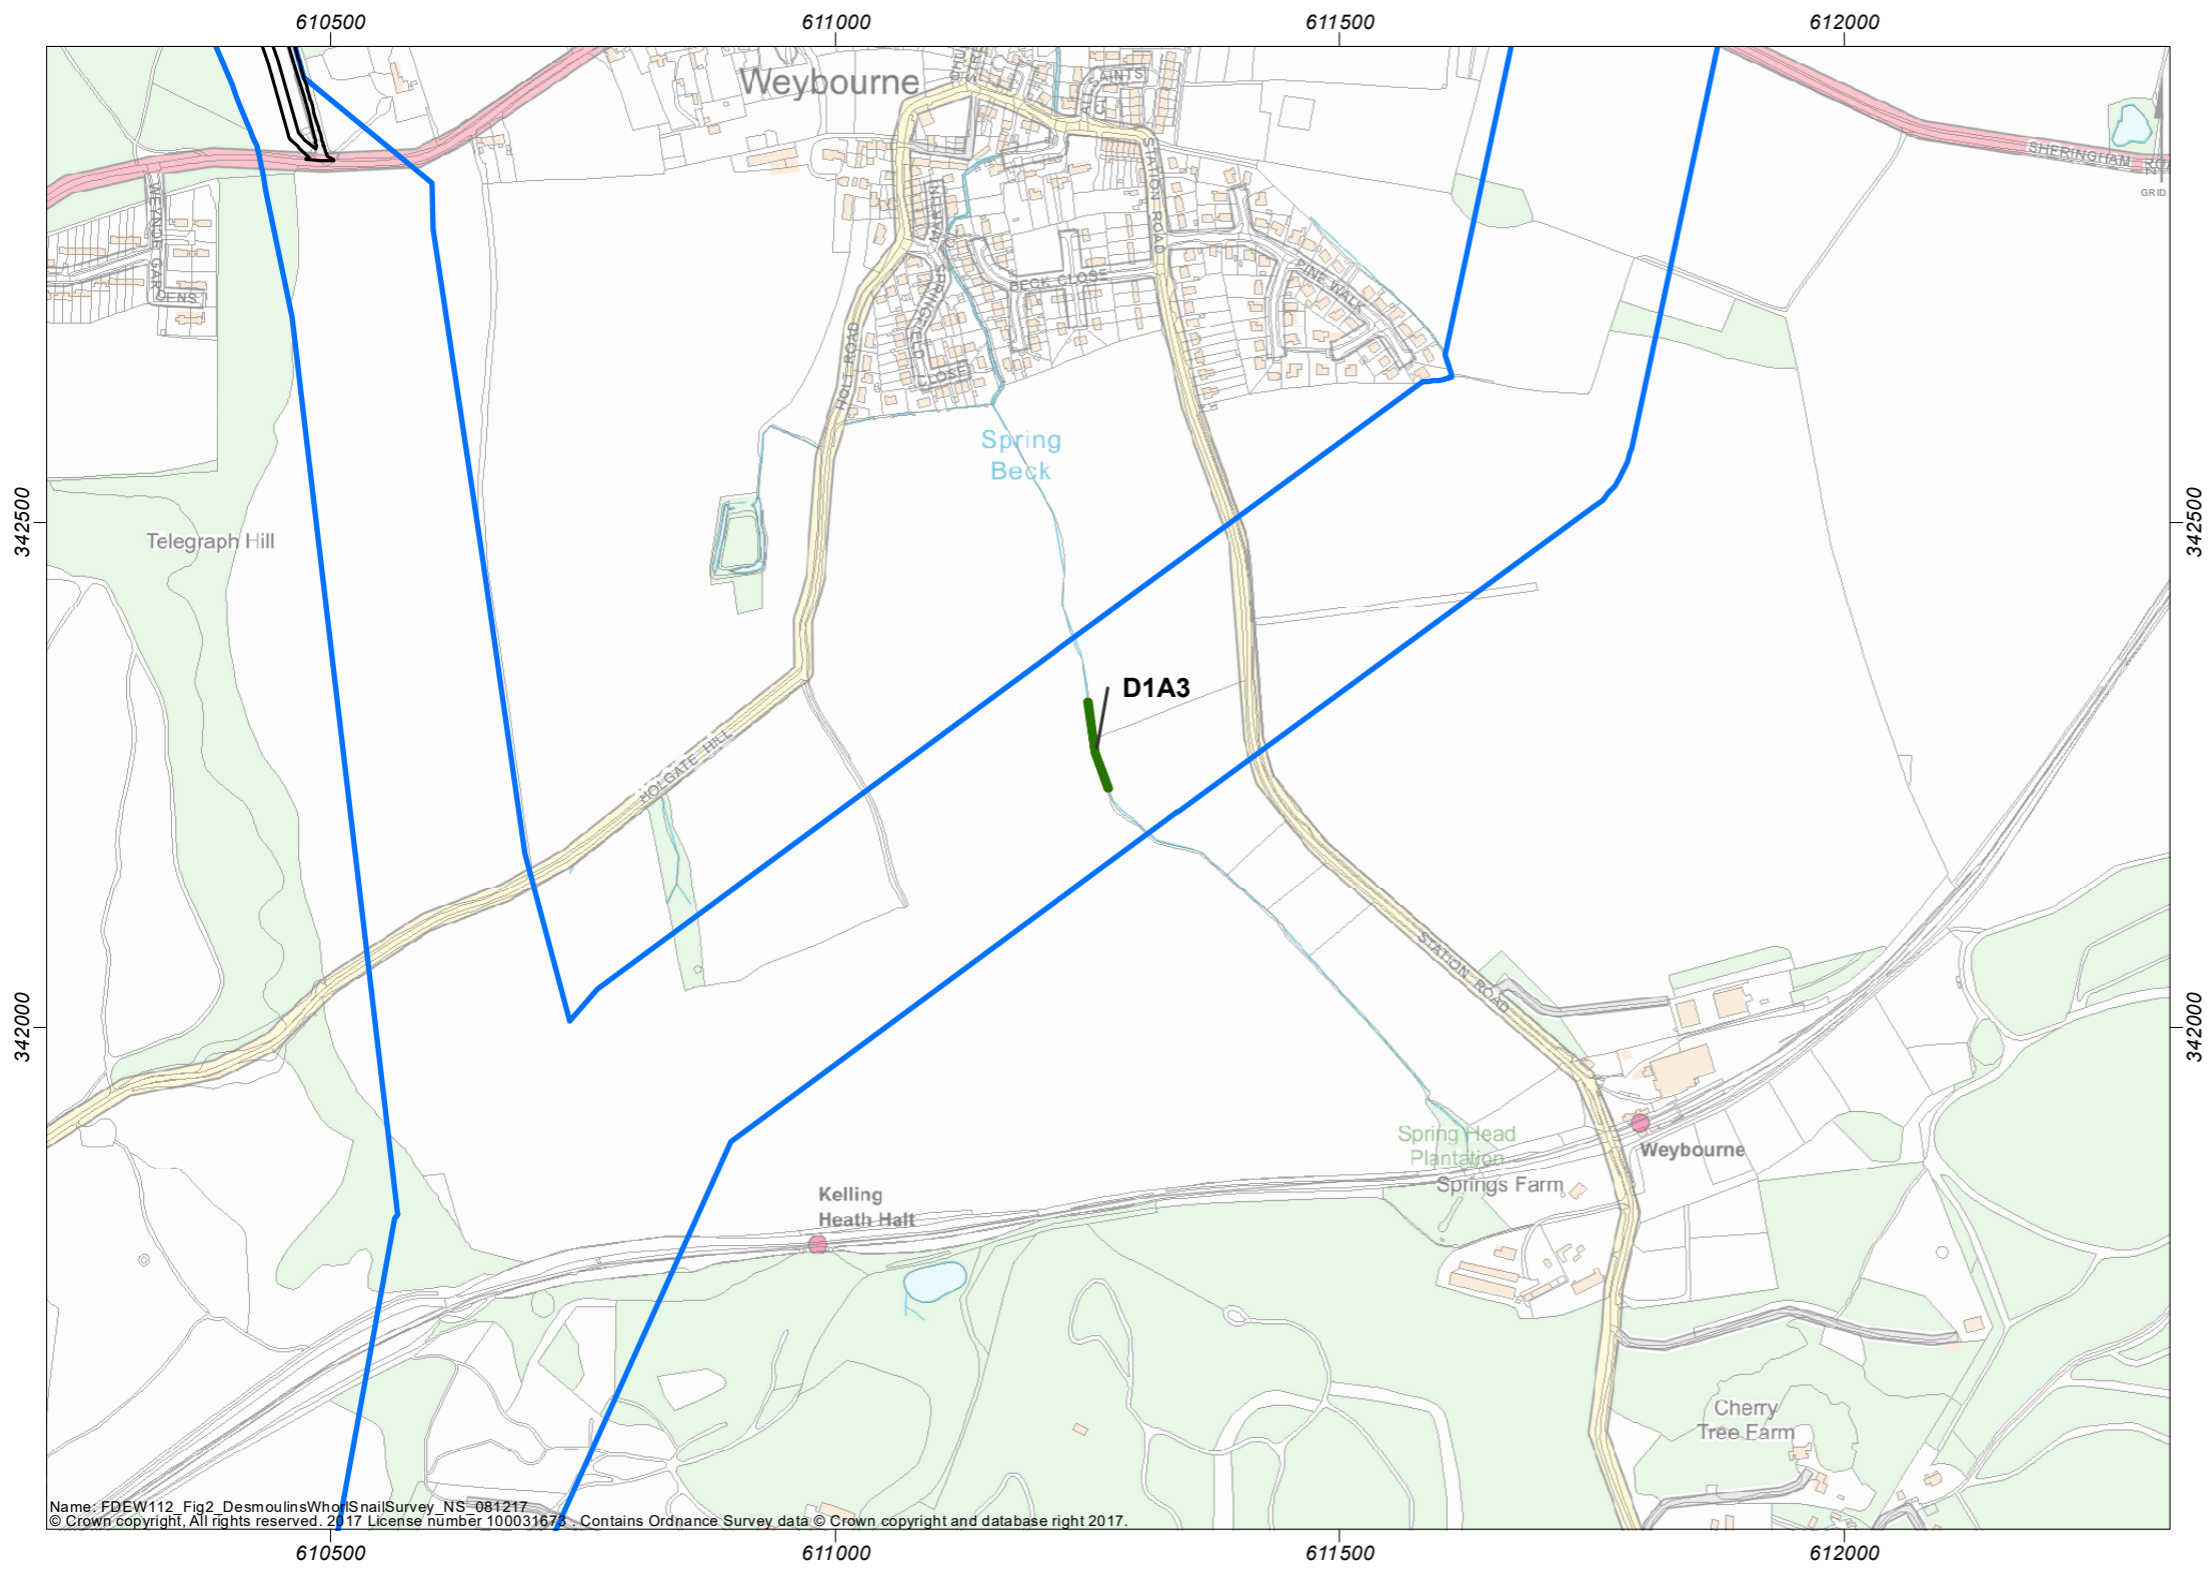 610500 611000 611500 612000
Weybourne
SHERINGHAM
GRID
STATION ROAD
BECK CLOSE
PINE WALK
SPRINGFIELD
CLOSE
HOLT ROAD
Spring
Beck
342500
342500
Telegraph Hill
D1A3
HOLGATE HILL
STATION ROAD
342000
342000
Spring Head
Plantation
Weybourne
Springs Farm
Kelling
Heath Halt
Cherry
Tree Farm
Name: FDEW112_Fig2_DesmoulinsWhorlSnailSurvey_NS_081217
© Crown copyright, All rights reserved. 2017 License number 100031673 . Contains Ordnance Survey data © Crown copyright and database right 2017.
610500 611000 611500 612000